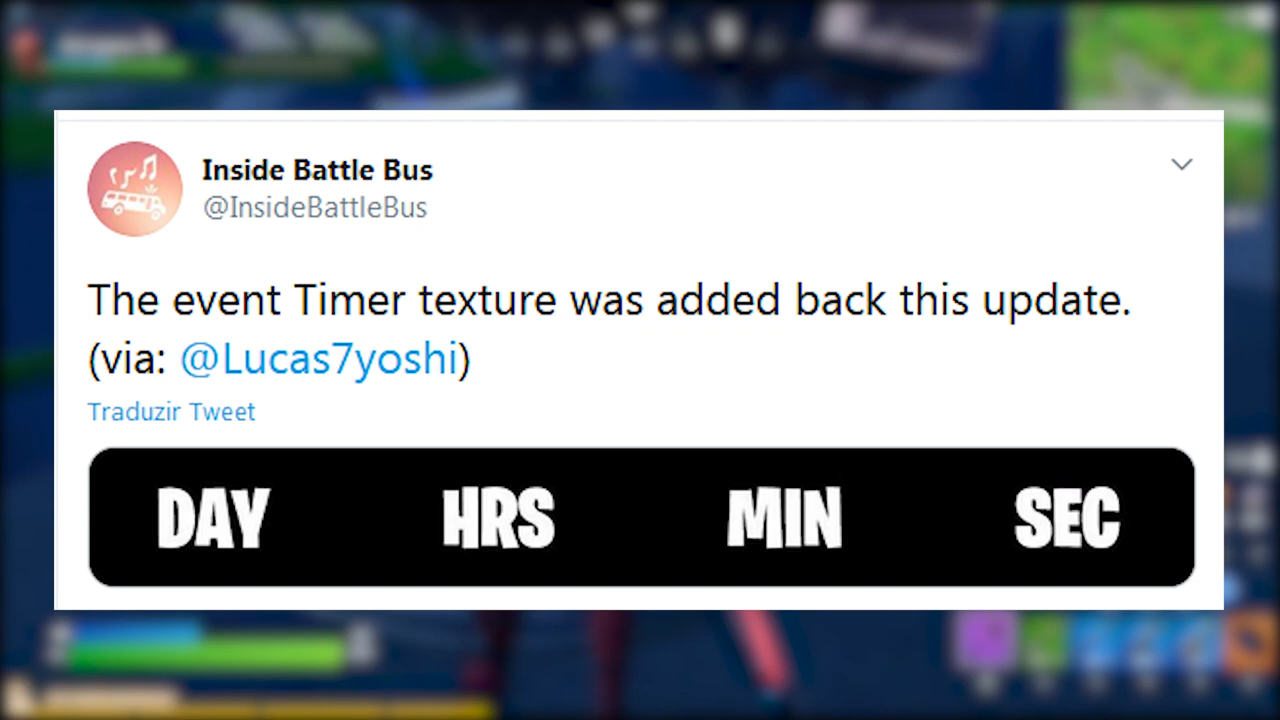 Inside Battle Bus
@InsideBattleBus
The event Timer texture was added back this update.
(via: @Lucas7yoshi)
Traduzir Tweet
DAY HRS MIN SEC